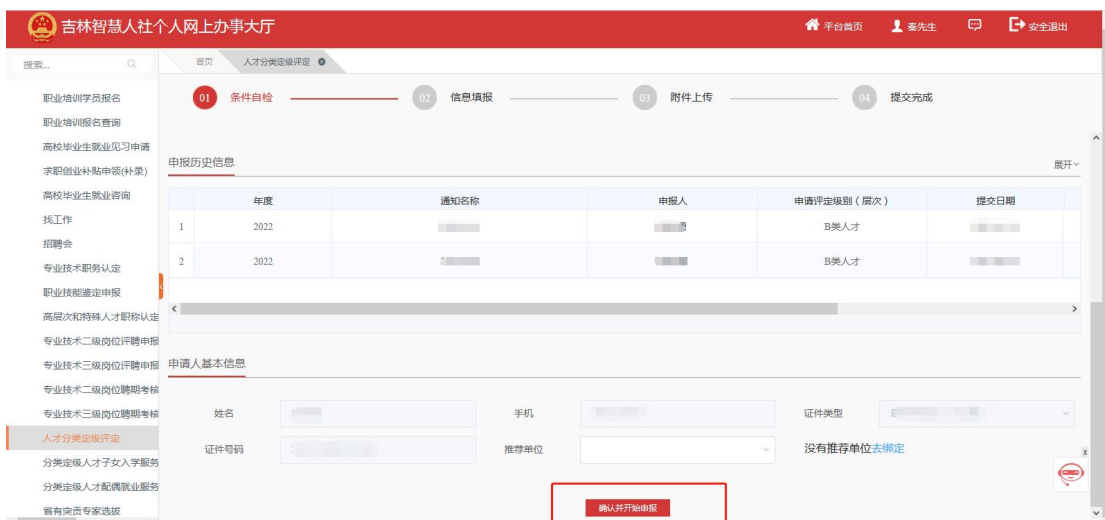 吉林智慧人社个人网上办事大厅
平台首页 秦先生 安全退出
搜索...
首页 人才分类定级评定
职业培训学员报名
职业培训报名查询
高校毕业生就业见习申请
求职创业补贴申领(补录)
高校毕业生就业咨询
找工作
招聘会
专业技术职务认定
职业技能鉴定申报
高层次和特殊人才职称认定
专业技术二级岗位评聘申报
专业技术三级岗位评聘申报
专业技术二级岗位聘期考核
专业技术三级岗位聘期考核
人才分类定级评定
分类定级人才子女入学服务
分类定级人才配偶就业服务
省有突贡专家选拔
01 条件自检 02 信息填报 03 附件上传 04 提交完成
申报历史信息 展开
年度 通知名称 申报人 申请评定级别（层次） 提交日期
1 2022 B类人才
2 2022 B类人才
申请人基本信息
姓名 手机 证件类型
证件号码 推荐单位 没有推荐单位去绑定
x
确认并开始申报